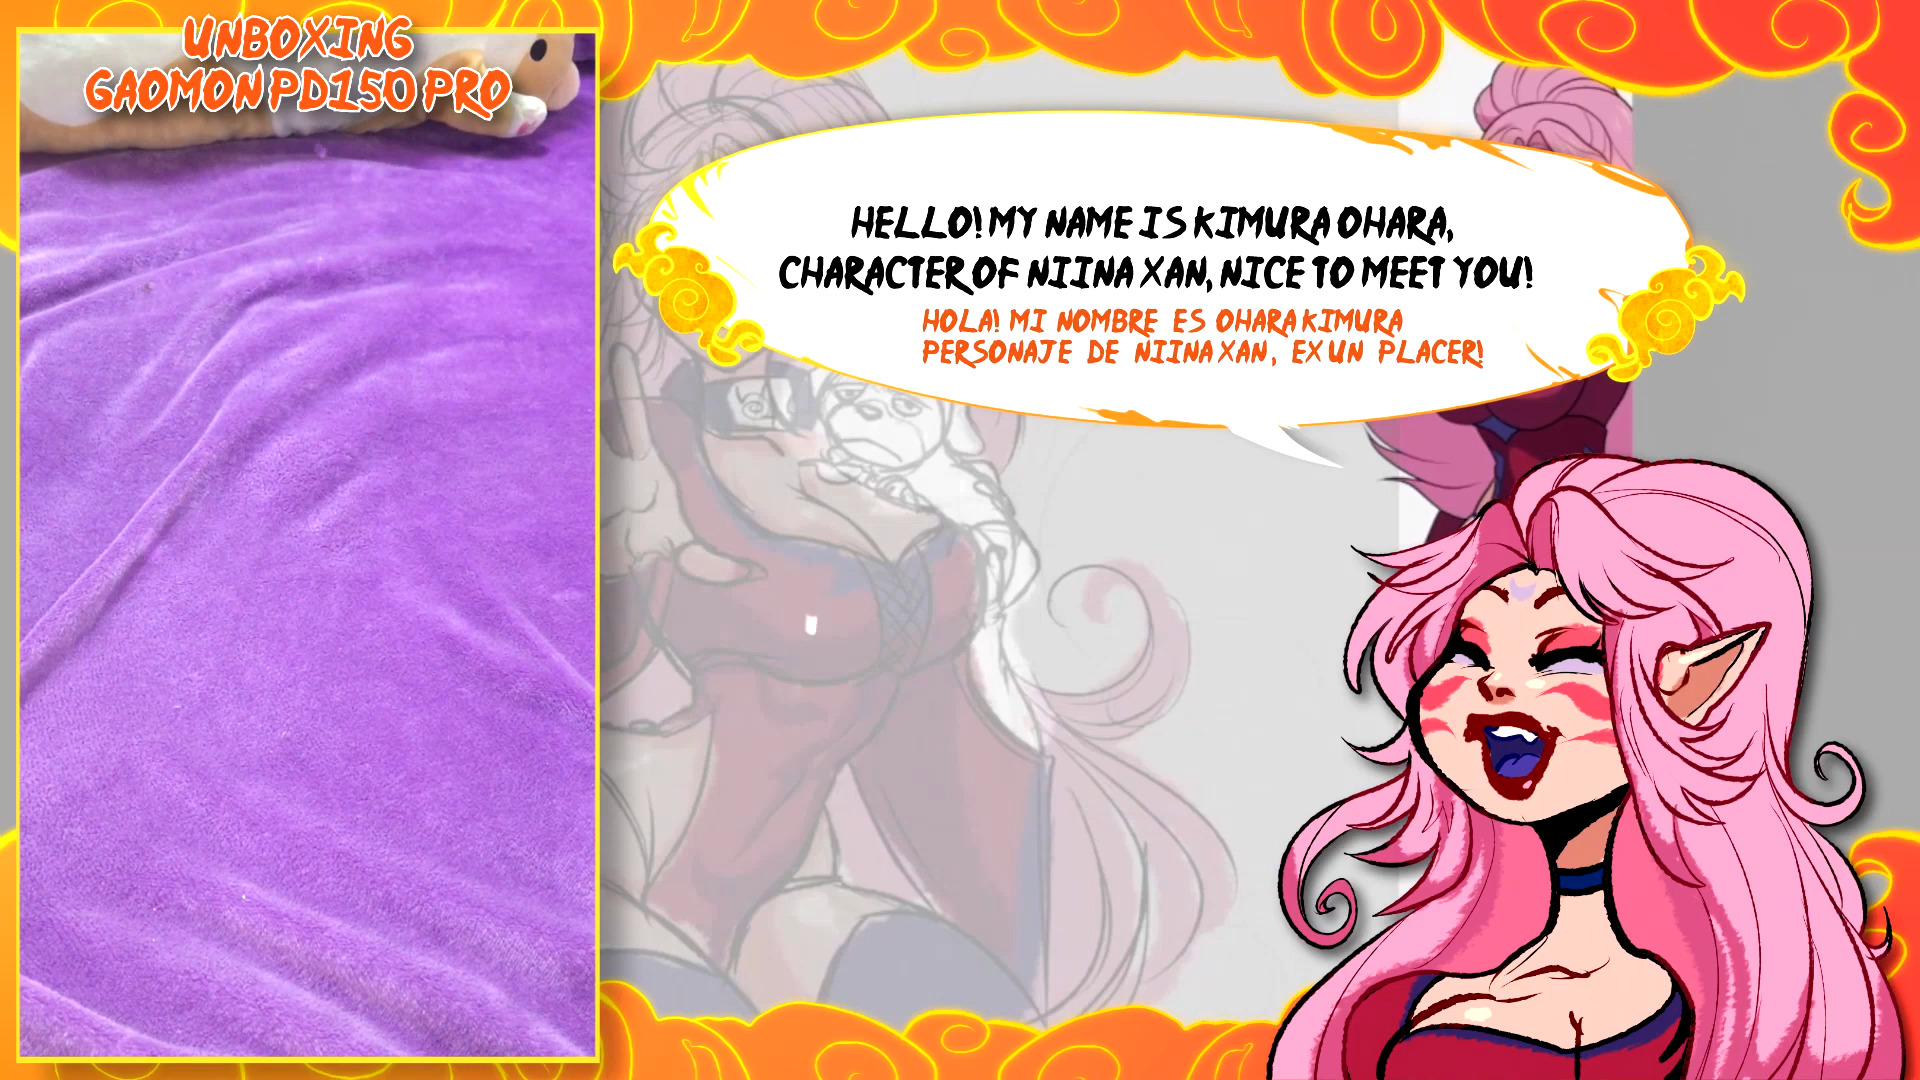 UNBOXING
GAOMON PD150 PRO
HELLO! MY NAME IS KIMURA OHARA,
CHARACTER OF NIINA XAN, NICE TO MEET YOU!
HOLA! MI NOMBRE ES OHARA KIMURA
PERSONAJE DE NIINA XAN, EX UN PLACER!